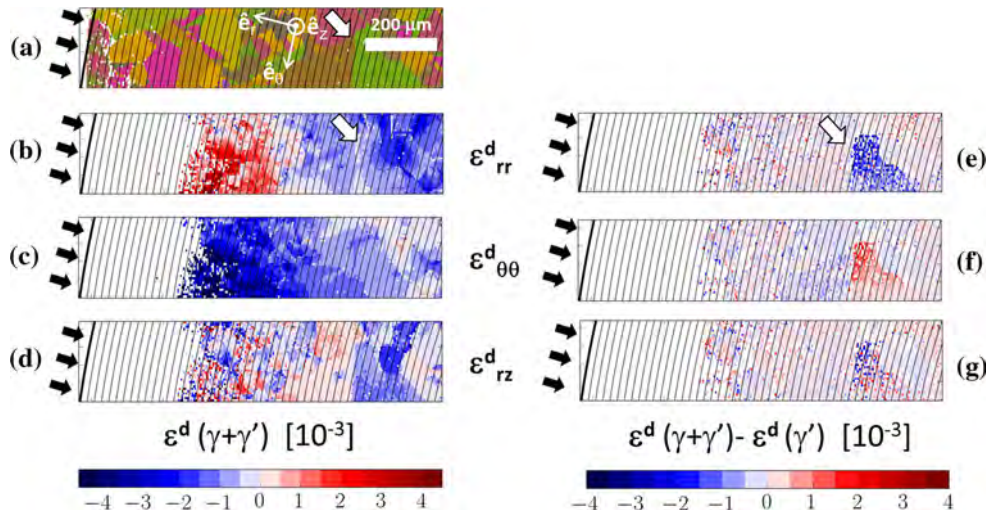 (a)
ê_r
ê_z
ê_θ
200 µm
(b)
ε^d_rr
(e)
(c)
ε^d_θθ
(f)
(d)
ε^d_rz
(g)
ε^d (γ+γ’) [10^-3]
ε^d (γ+γ’)- ε^d (γ’) [10^-3]
−4 −3 −2 −1 0 1 2 3 4
−4 −3 −2 −1 0 1 2 3 4